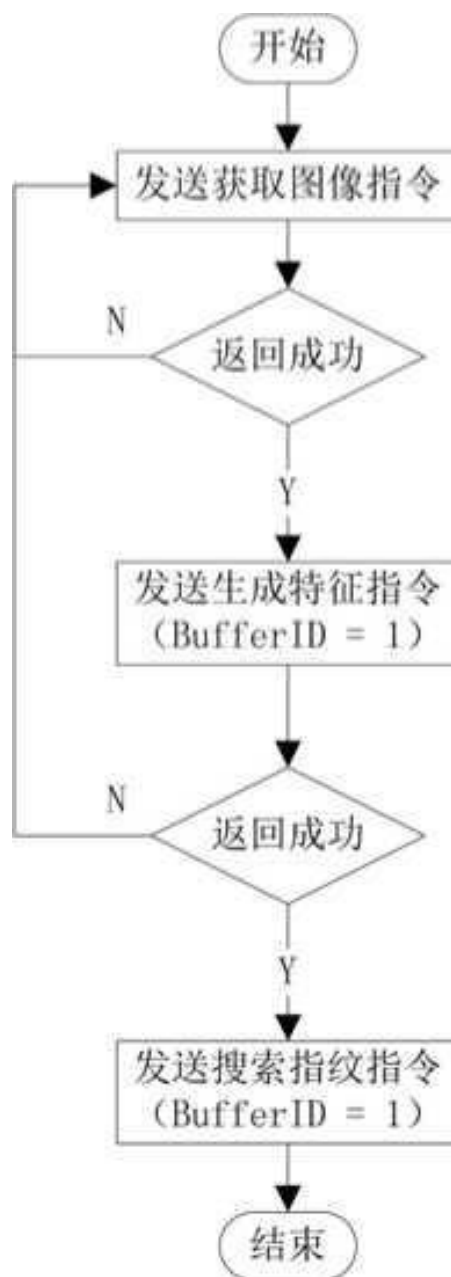 开始
发送获取图像指令
N
返回成功
Y
发送生成特征指令
（BufferID = 1）
N
返回成功
Y
发送搜索指纹指令
（BufferID = 1）
结束